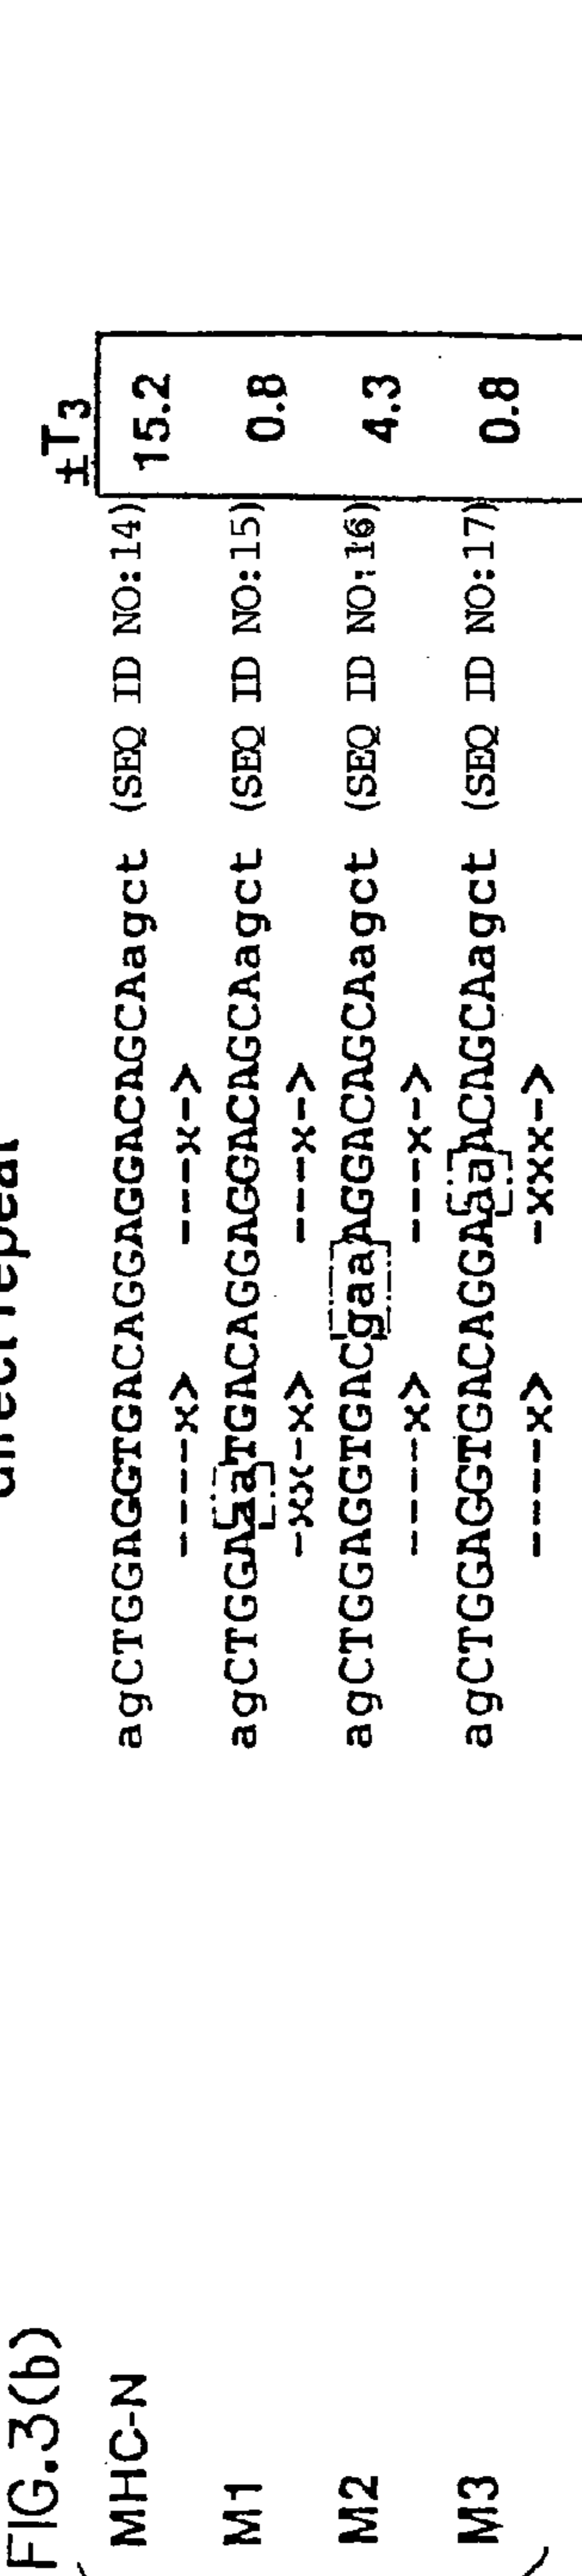 direct repeat
FIG.3(b)
±T3
MHC-N agCTGGAGGTGACAGGAGGACAGCAagct (SEQ ID NO:14) 15.2
----x> ---x->
M1 agCTGGAaaTGACAGGAGGACAGCAagct (SEQ ID NO:15) 0.8
-xx-x> ---x->
M2 agCTGGAGGTGACgaaAGGACAGCAagct (SEQ ID NO:16) 4.3
----x> ---x->
M3 agCTGGAGGTGACAGGAaaACAGCAagct (SEQ ID NO:17) 0.8
----x> -xxx->